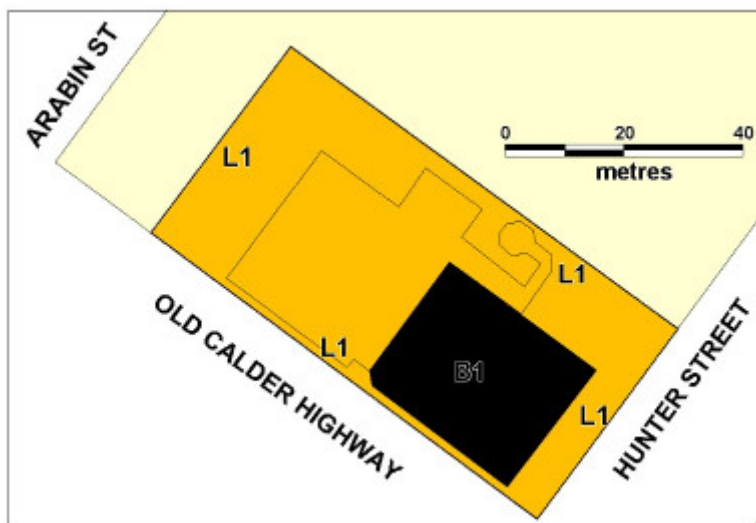 ARABIN ST
L1
0 20 40
metres
L1
L1
OLD CALDER HIGHWAY
B1
L1
HUNTER STREET